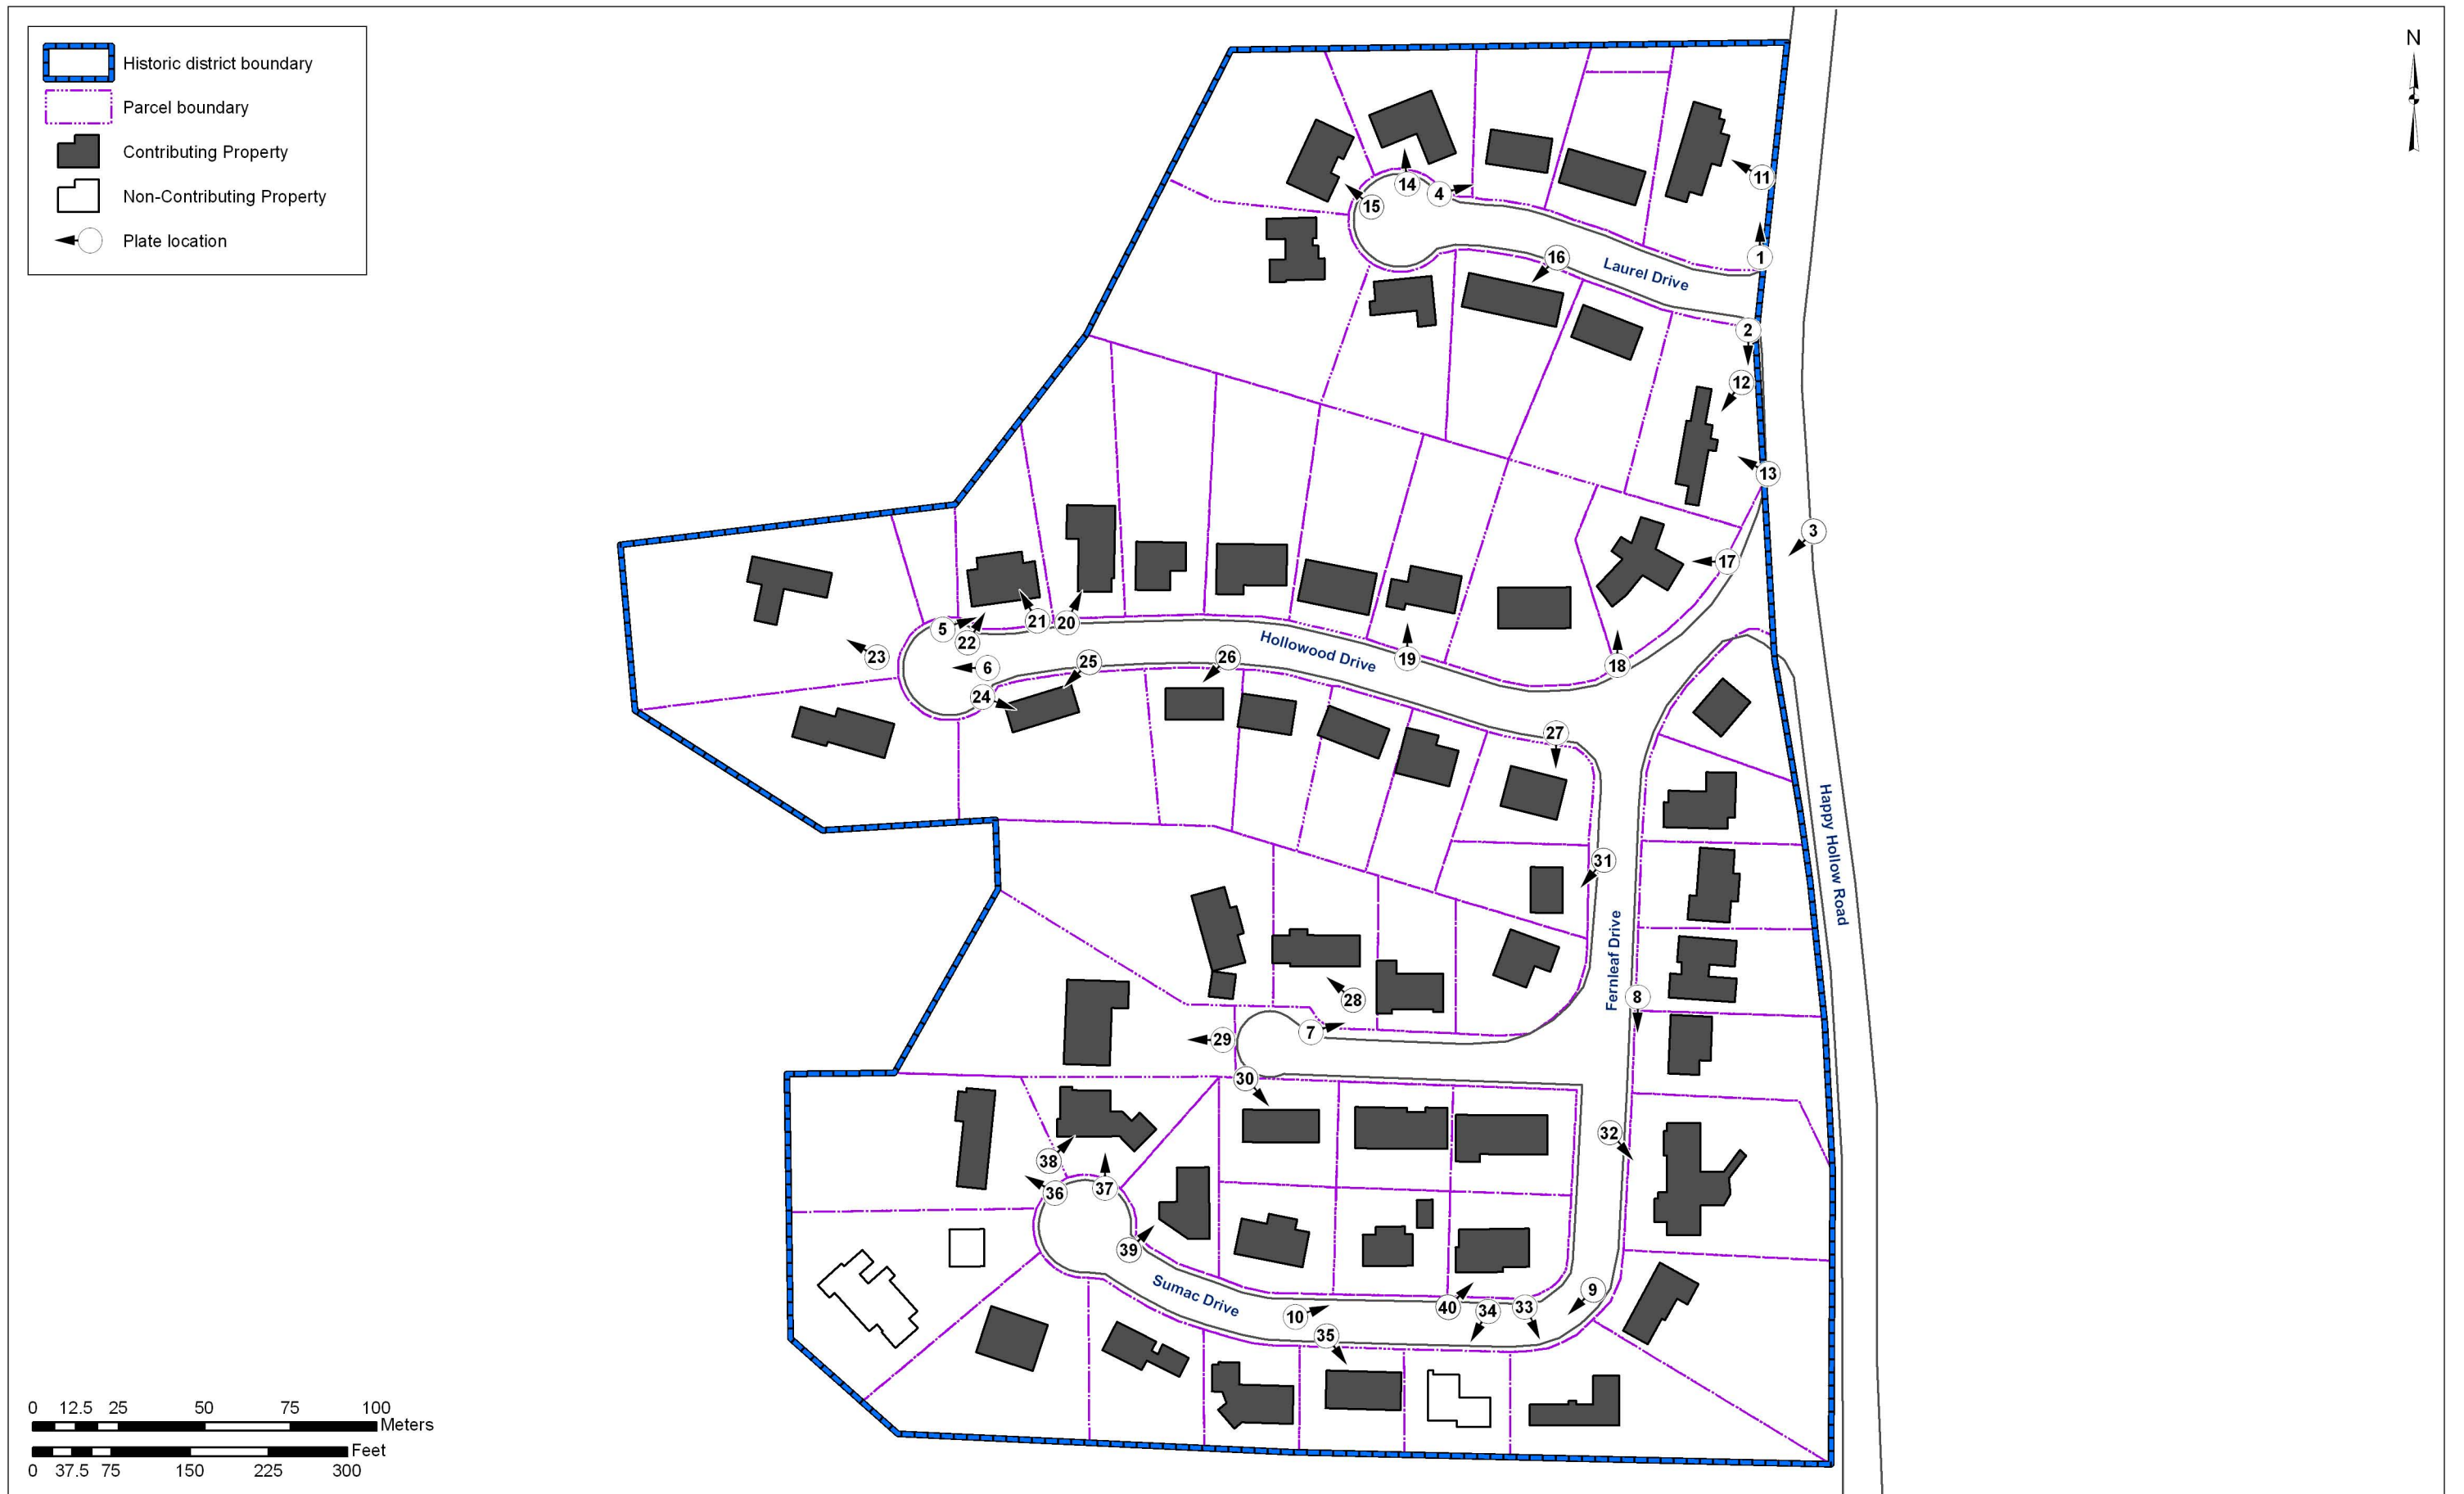 Historic district boundary
Parcel boundary
Contributing Property
Non-Contributing Property
Plate location
N
11
14
4
15
1
16
Laurel Drive
2
12
13
3
17
5
21
20
22
23
6
25
26
Hollowood Drive
19
18
24
27
31
Happy Hollow Road
Fernleaf Drive
8
28
7
29
30
32
38
36
37
39
Sumac Drive
10
40
34
33
9
35
0 12.5 25 50 75 100
Meters
Feet
0 37.5 75 150 225 300